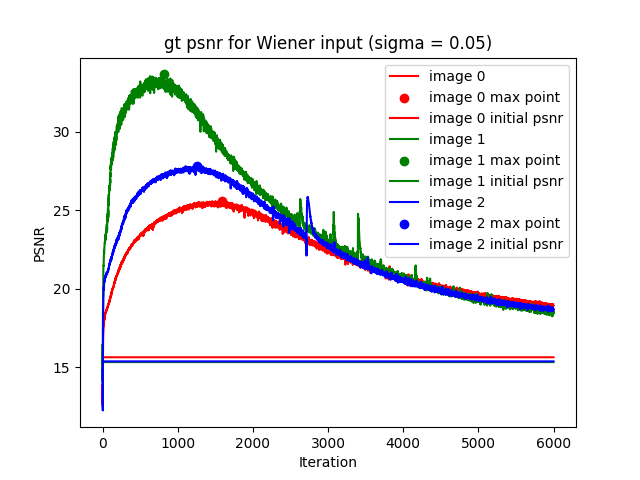 gt psnr for Wiener input (sigma = 0.05)
image 0
image 0 max point
image 0 initial psnr
image 1
image 1 max point
image 1 initial psnr
image 2
image 2 max point
image 2 initial psnr
PSNR
30
25
20
15
0 1000 2000 3000 4000 5000 6000
Iteration